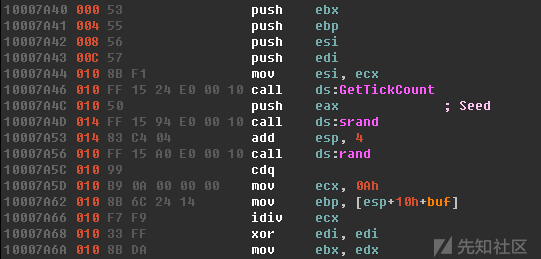 10007A40 000 53 push ebx
10007A41 004 55 push ebp
10007A42 008 56 push esi
10007A43 00C 57 push edi
10007A44 010 8B F1 mov esi, ecx
10007A46 010 FF 15 24 E0 00 10 call ds:GetTickCount
10007A4C 010 50 push eax ; Seed
10007A4D 014 FF 15 94 E0 00 10 call ds:srand
10007A53 014 83 C4 04 add esp, 4
10007A56 010 FF 15 A0 E0 00 10 call ds:rand
10007A5C 010 99 cdq
10007A5D 010 B9 0A 00 00 00 mov ecx, 0Ah
10007A62 010 8B 6C 24 14 mov ebp, [esp+10h+buf]
10007A66 010 F7 F9 idiv ecx
10007A68 010 33 FF xor edi, edi
10007A6A 010 8B DA mov ebx, edx
先知社区